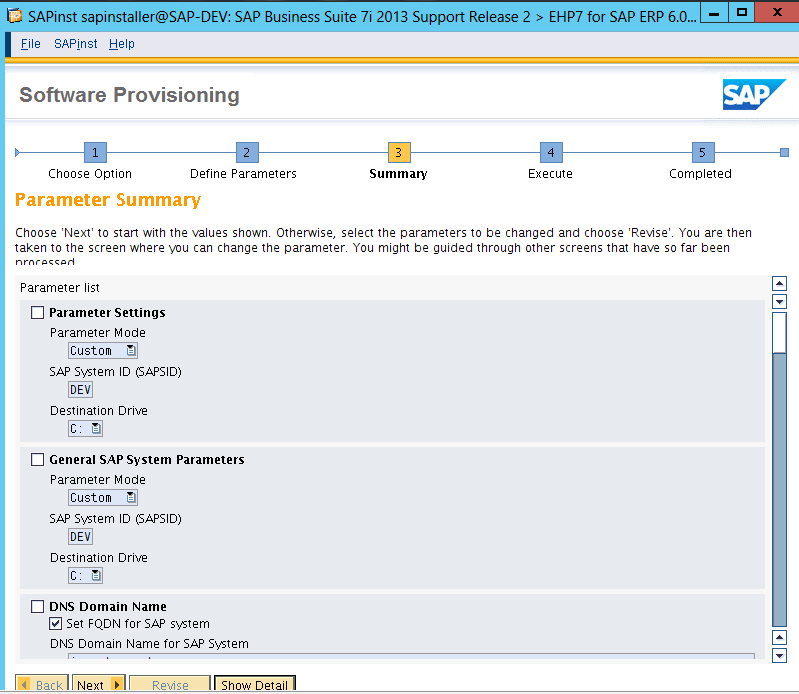 SAPinst sapinstaller@SAP-DEV: SAP Business Suite 7i 2013 Support Release 2 > EHP7 for SAP ERP 6.0...
File SAPinst Help
Software Provisioning
SAP
1 2 3 4 5
Choose Option Define Parameters Summary Execute Completed
Parameter Summary
Choose 'Next' to start with the values shown. Otherwise, select the parameters to be changed and choose 'Revise'. You are then
taken to the screen where you can change the parameter. You might be guided through other screens that have so far been
processed.
Parameter list
Parameter Settings
Parameter Mode
Custom
SAP System ID (SAPSID)
DEV
Destination Drive
C:
General SAP System Parameters
Parameter Mode
Custom
SAP System ID (SAPSID)
DEV
Destination Drive
C:
DNS Domain Name
Set FQDN for SAP system
DNS Domain Name for SAP System
Back Next Revise Show Detail